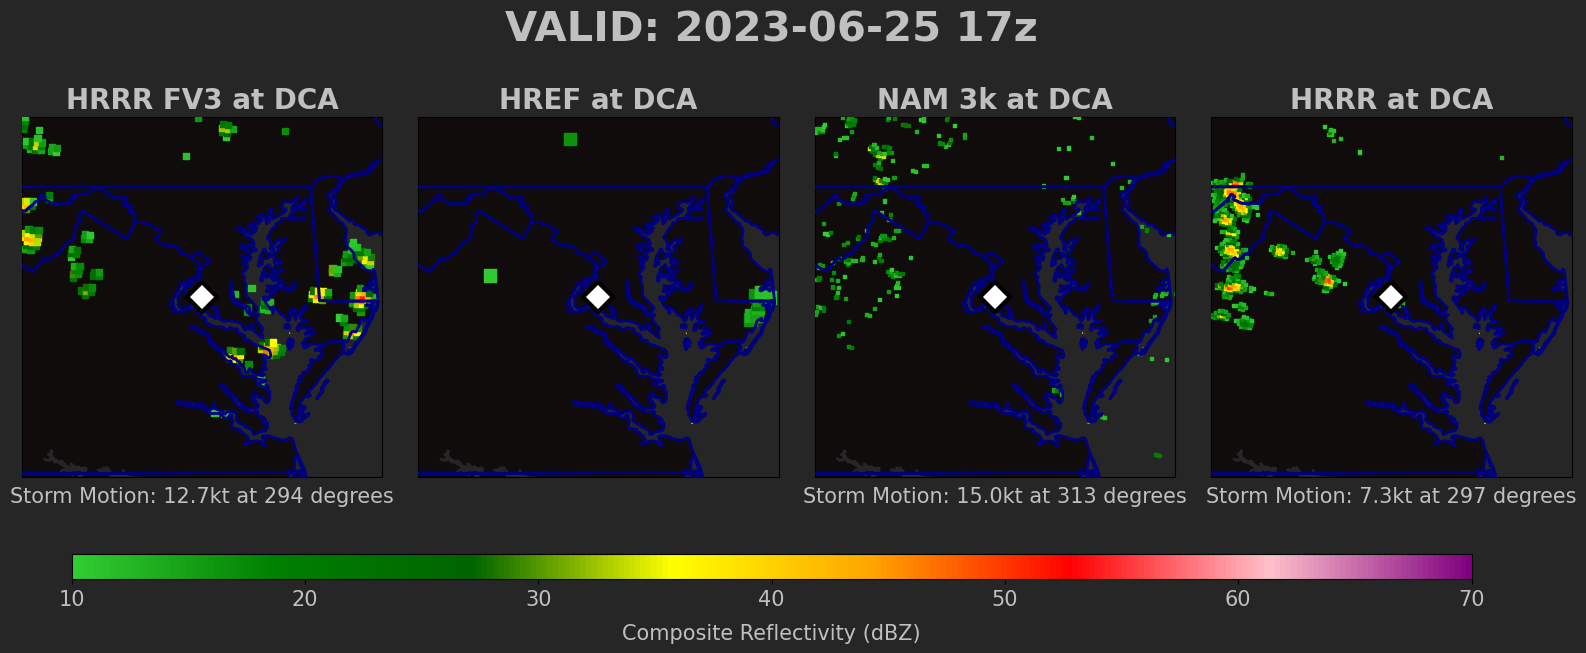 VALID: 2023-06-25 17z
HRRR FV3 at DCA
HREF at DCA
NAM 3k at DCA
HRRR at DCA
Storm Motion: 12.7kt at 294 degrees
Storm Motion: 15.0kt at 313 degrees
Storm Motion: 7.3kt at 297 degrees
10 20 30 40 50 60 70
Composite Reflectivity (dBZ)